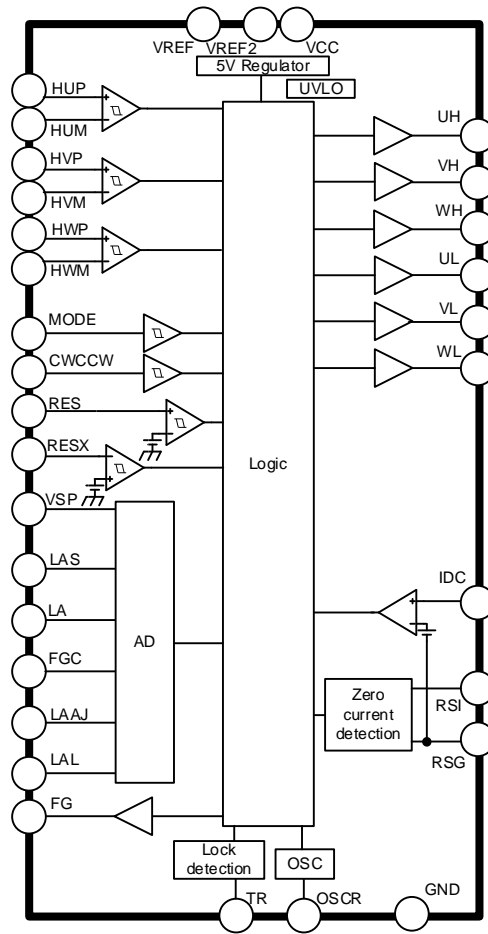 VREF VREF2 VCC
5V Regulator
UVLO
HUP
HUM
HVP
HVM
HWP
HWM
MODE
CWCCW
RES
RESX
VSP
LAS
LA
FGC
LAAJ
LAL
FG
AD
Logic
UH
VH
WH
UL
VL
WL
IDC
RSI
RSG
Zero
current
detection
Lock
detection
OSC
TR
OSCR
GND